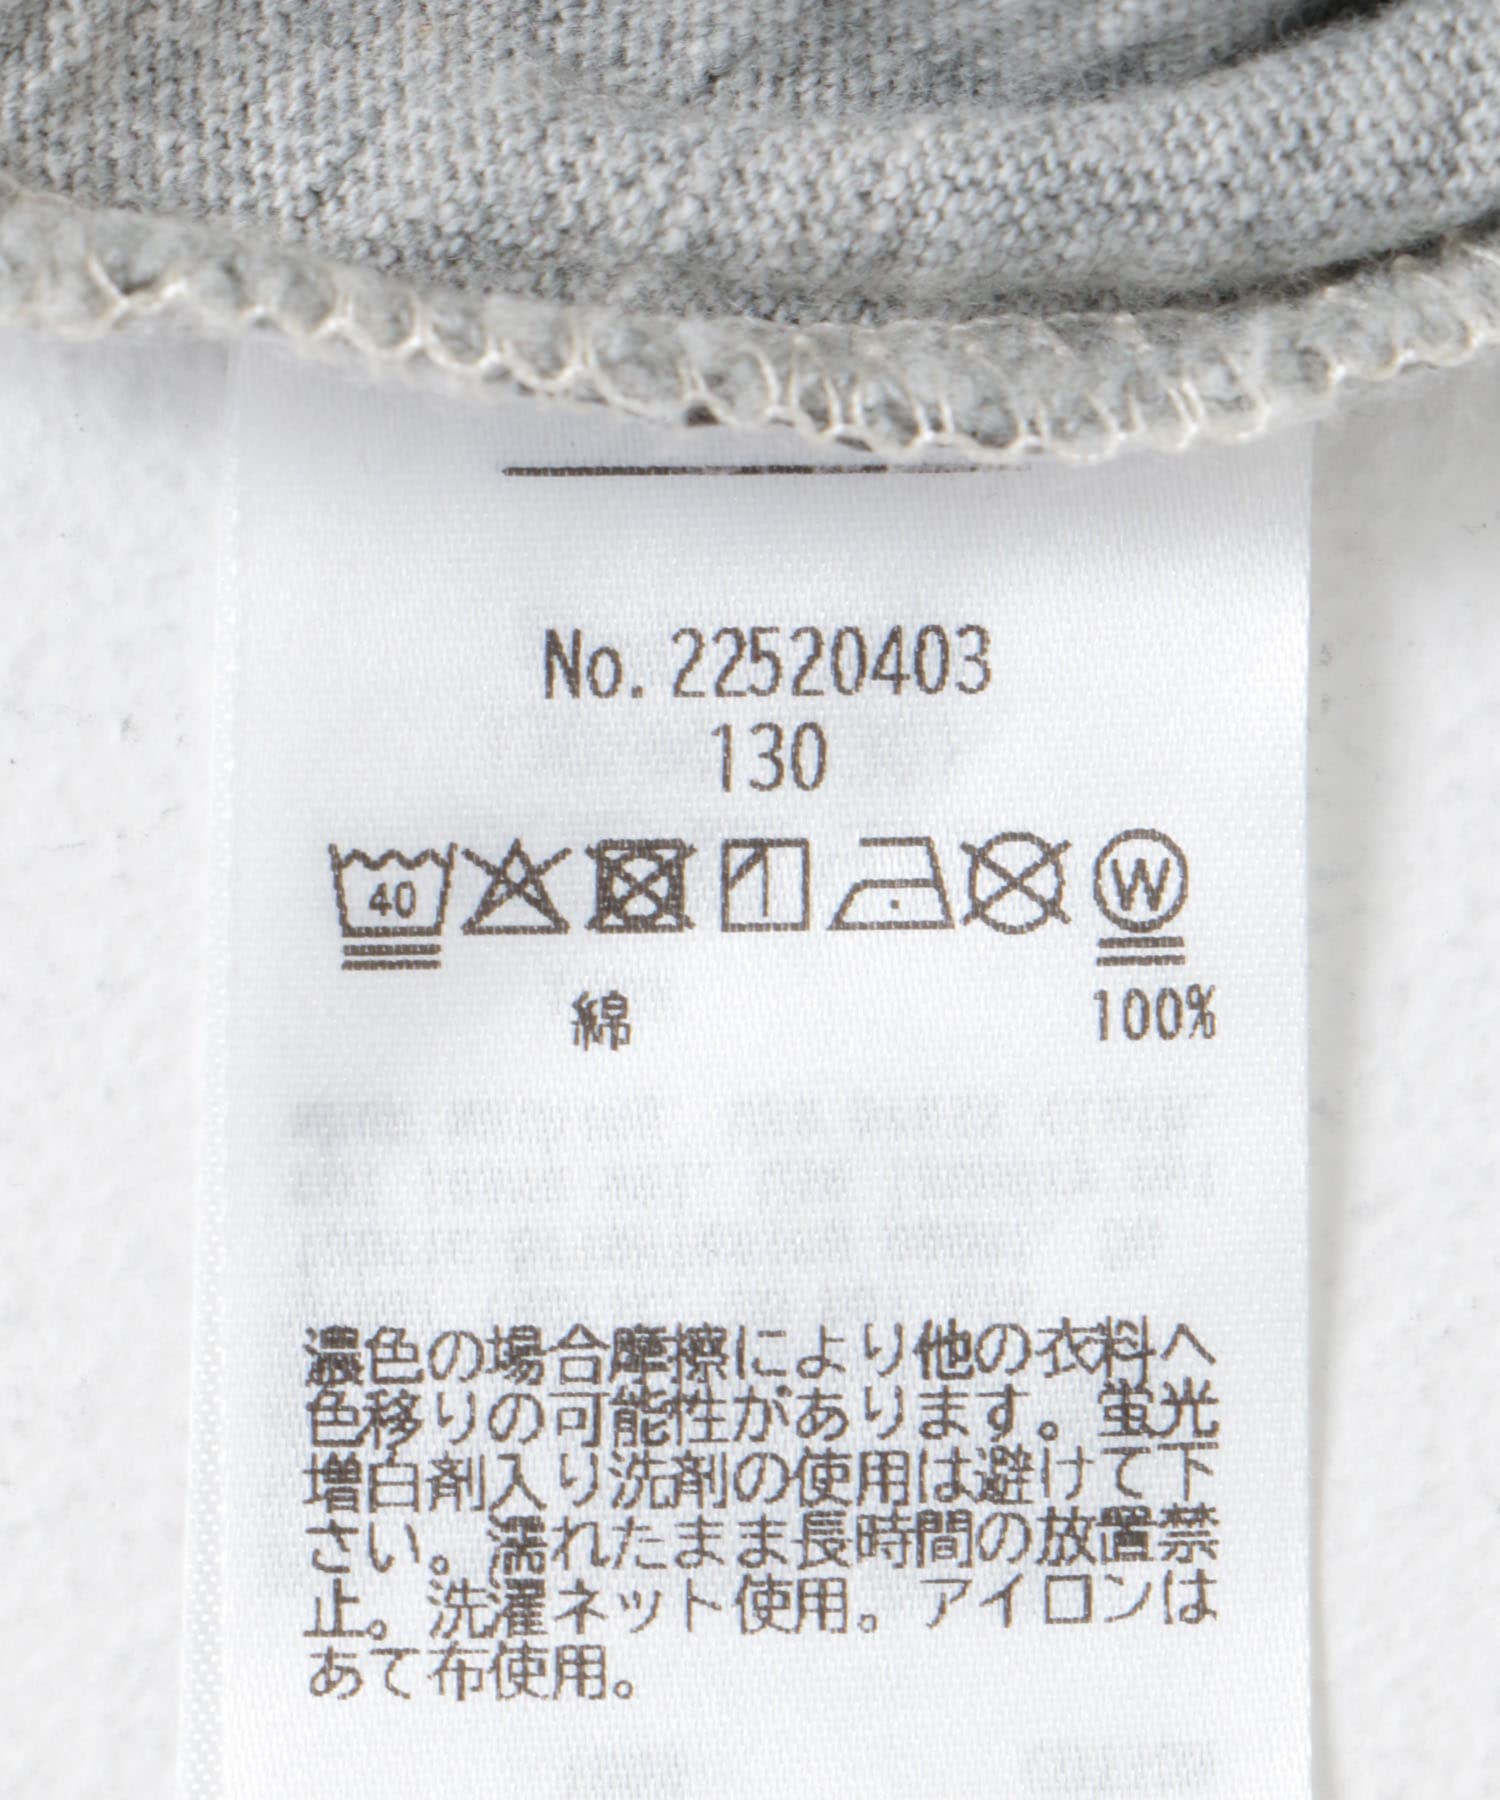 No. 22520403
130
40
W
綿 100%
濃色の場合摩擦により他の衣料へ
色移りの可能性があります。蛍光
増白剤入り洗剤の使用は避けて下
さい。濡れたまま長時間の放置禁
止。洗濯ネット使用。アイロンは
あて布使用。